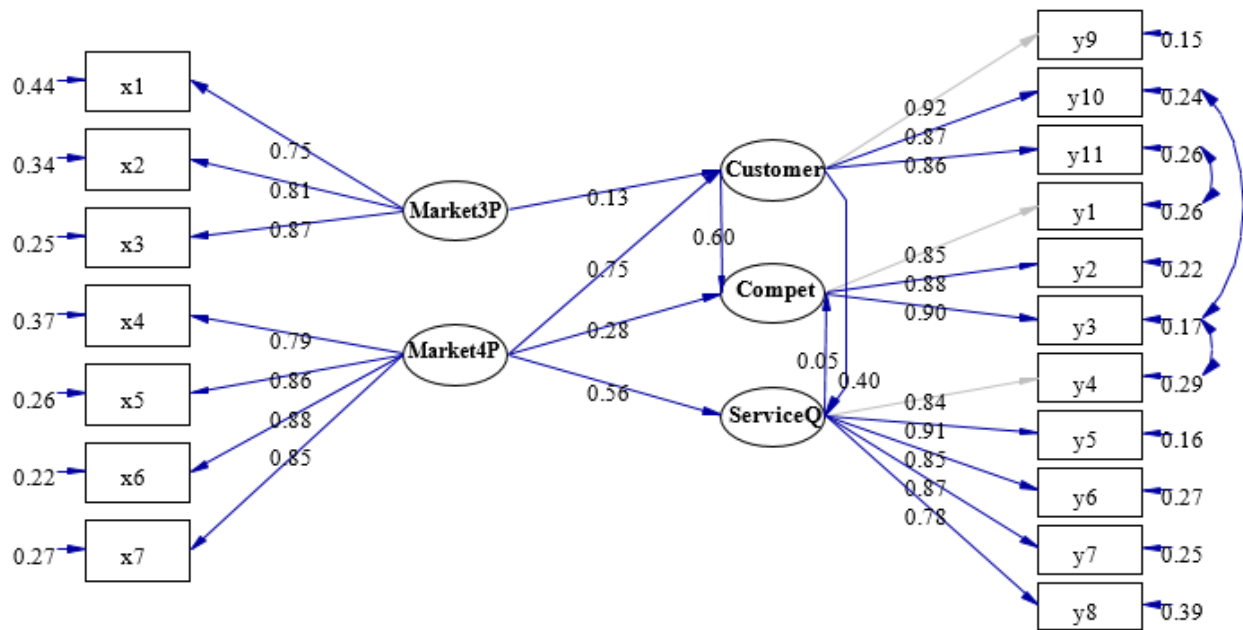 y9
0.15
0.44
x1
y10
0.24
0.92
0.87
x2
0.34
0.75
y11
0.26
0.86
Customer
0.81
Market3P
0.13
y1
0.26
0.87
x3
0.25
0.60
y2
0.22
0.75
0.85
0.88
Compet
x4
0.37
0.90
y3
0.17
0.28
0.79
Market4P
0.05
0.40
y4
0.29
x5
0.26
0.86
0.56
0.84
ServiceQ
0.88
0.91
y5
0.16
x6
0.22
0.85
0.85
0.87
y6
0.27
0.78
x7
0.27
y7
0.25
y8
0.39